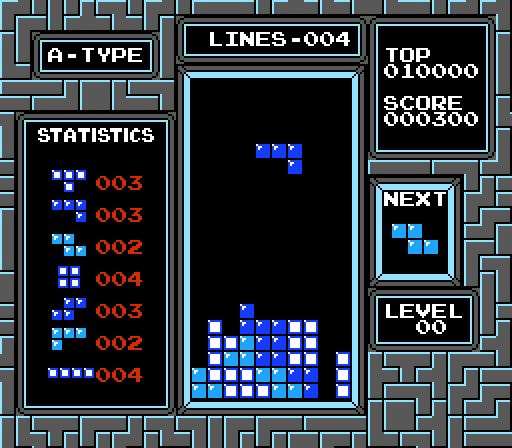 A-TYPE
LINES-004
TOP
010000
SCORE
000300
STATISTICS
003
003
002
004
003
002
004
NEXT
LEVEL
00